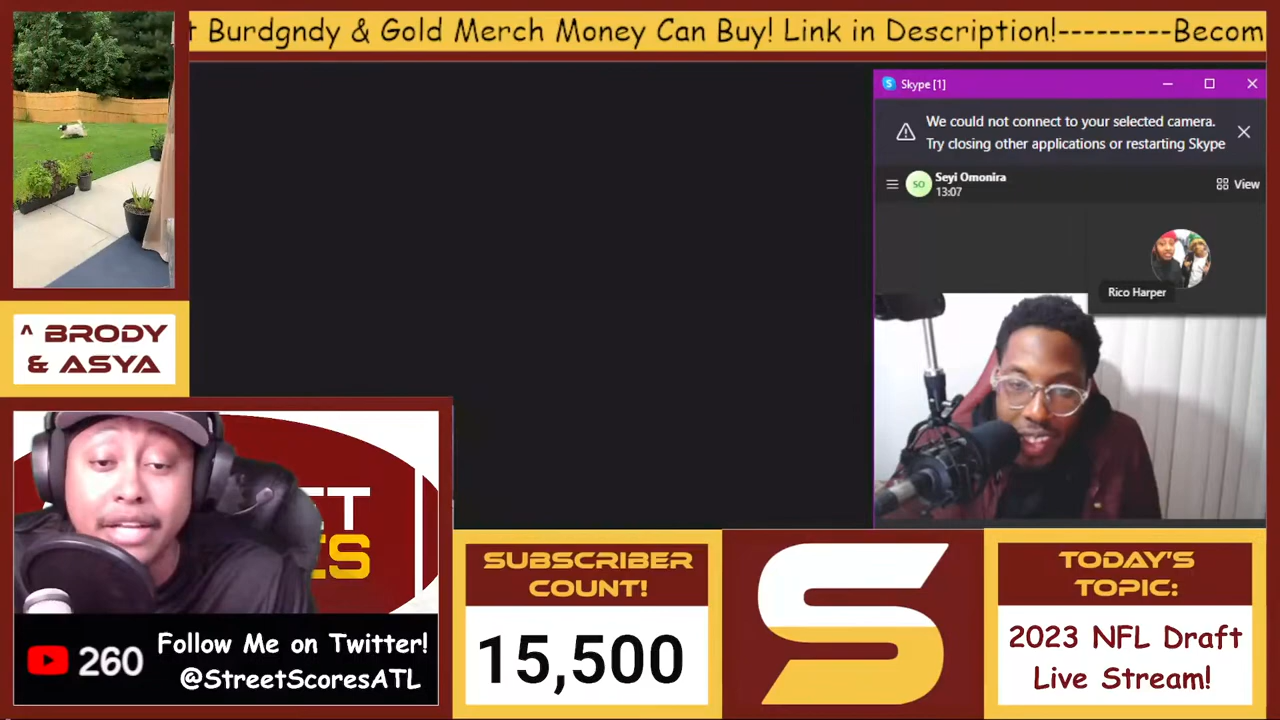 t Burdgndy & Gold Merch Money Can Buy! Link in Description!---------Becom
Skype [1]
We could not connect to your selected camera.
Try closing other applications or restarting Skype
SO
Seyi Omonira
13:07
View
Rico Harper
^ BRODY
& ASYA
ET
ES
260
Follow Me on Twitter!
@StreetScoresATL
SUBSCRIBER
COUNT!
15,500
S
TODAY'S
TOPIC:
2023 NFL Draft
Live Stream!